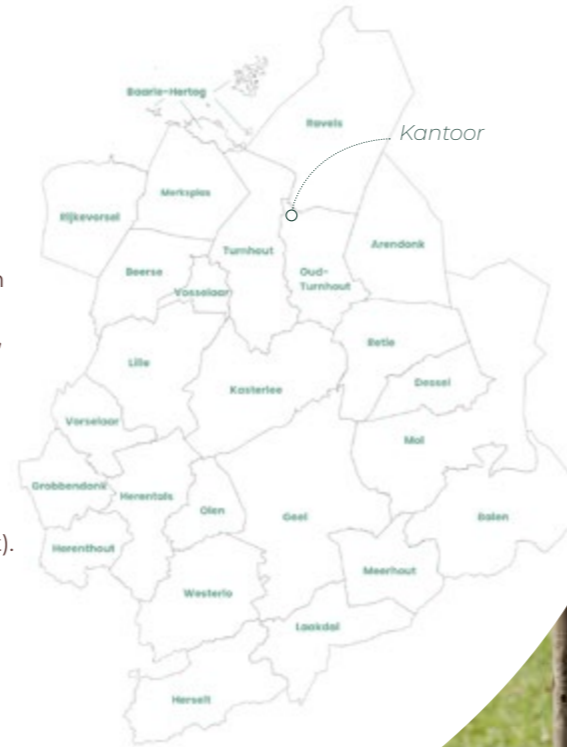 Baarle-Hertog
Ravels
Kantoor
Merksplas
Rijkevorsel
Turnhout
Arendonk
Beerse
Oud-
Turnhout
Vosselaar
Retie
Lille
Dessel
Kasterlee
Vorselaar
Mol
Grobbendonk
Herentals
Olen
Geel
Balen
Herenthout
Meerhout
Westerlo
Laakdal
Herselt
n
).